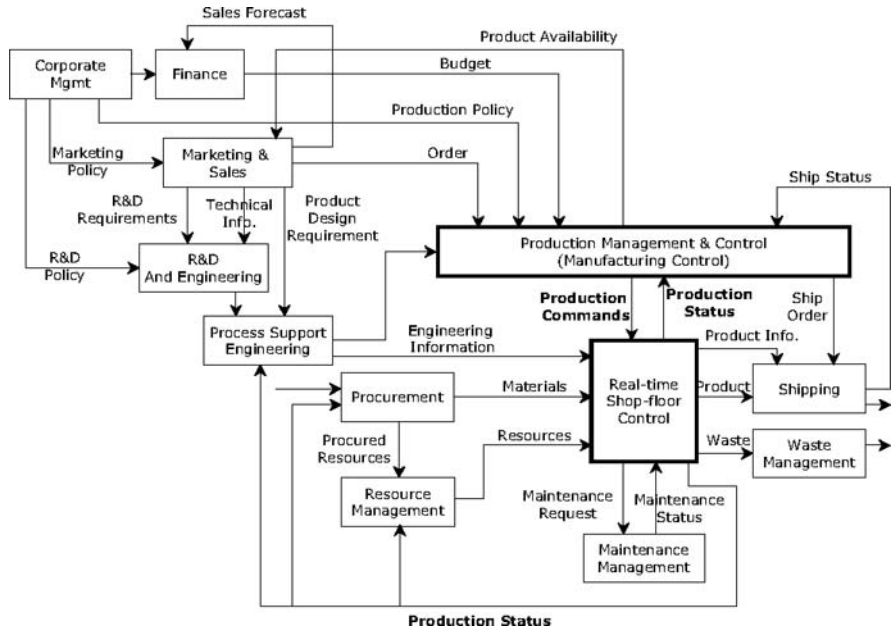 Sales Forecast
Product Availability
Corporate
Mgmt
Finance
Budget
Production Policy
Marketing
Policy
Marketing &
Sales
Order
Ship Status
R&D
Requirements
Technical
Info.
Product
Design
Requirement
R&D
Policy
R&D
And Engineering
Production Management & Control
(Manufacturing Control)
Production
Commands
Production
Status
Ship
Order
Process Support
Engineering
Engineering
Information
Product Info.
Real-time
Shop-floor
Control
Product
Shipping
Procurement
Materials
Procured
Resources
Resources
Waste
Waste
Management
Resource
Management
Maintenance
Request
Maintenance
Status
Maintenance
Management
Production Status